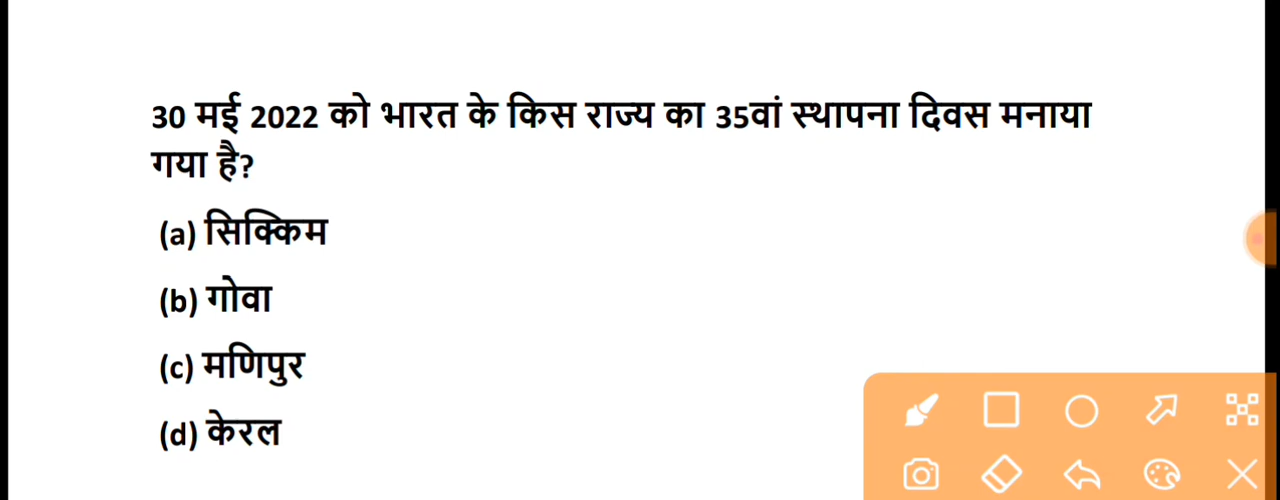 30 मई 2022 को भारत के किस राज्य का 35वां स्थापना दिवस मनाया
गया है?
(a) सिक्किम
(b) गोवा
(c) मणिपुर
(d) केरल